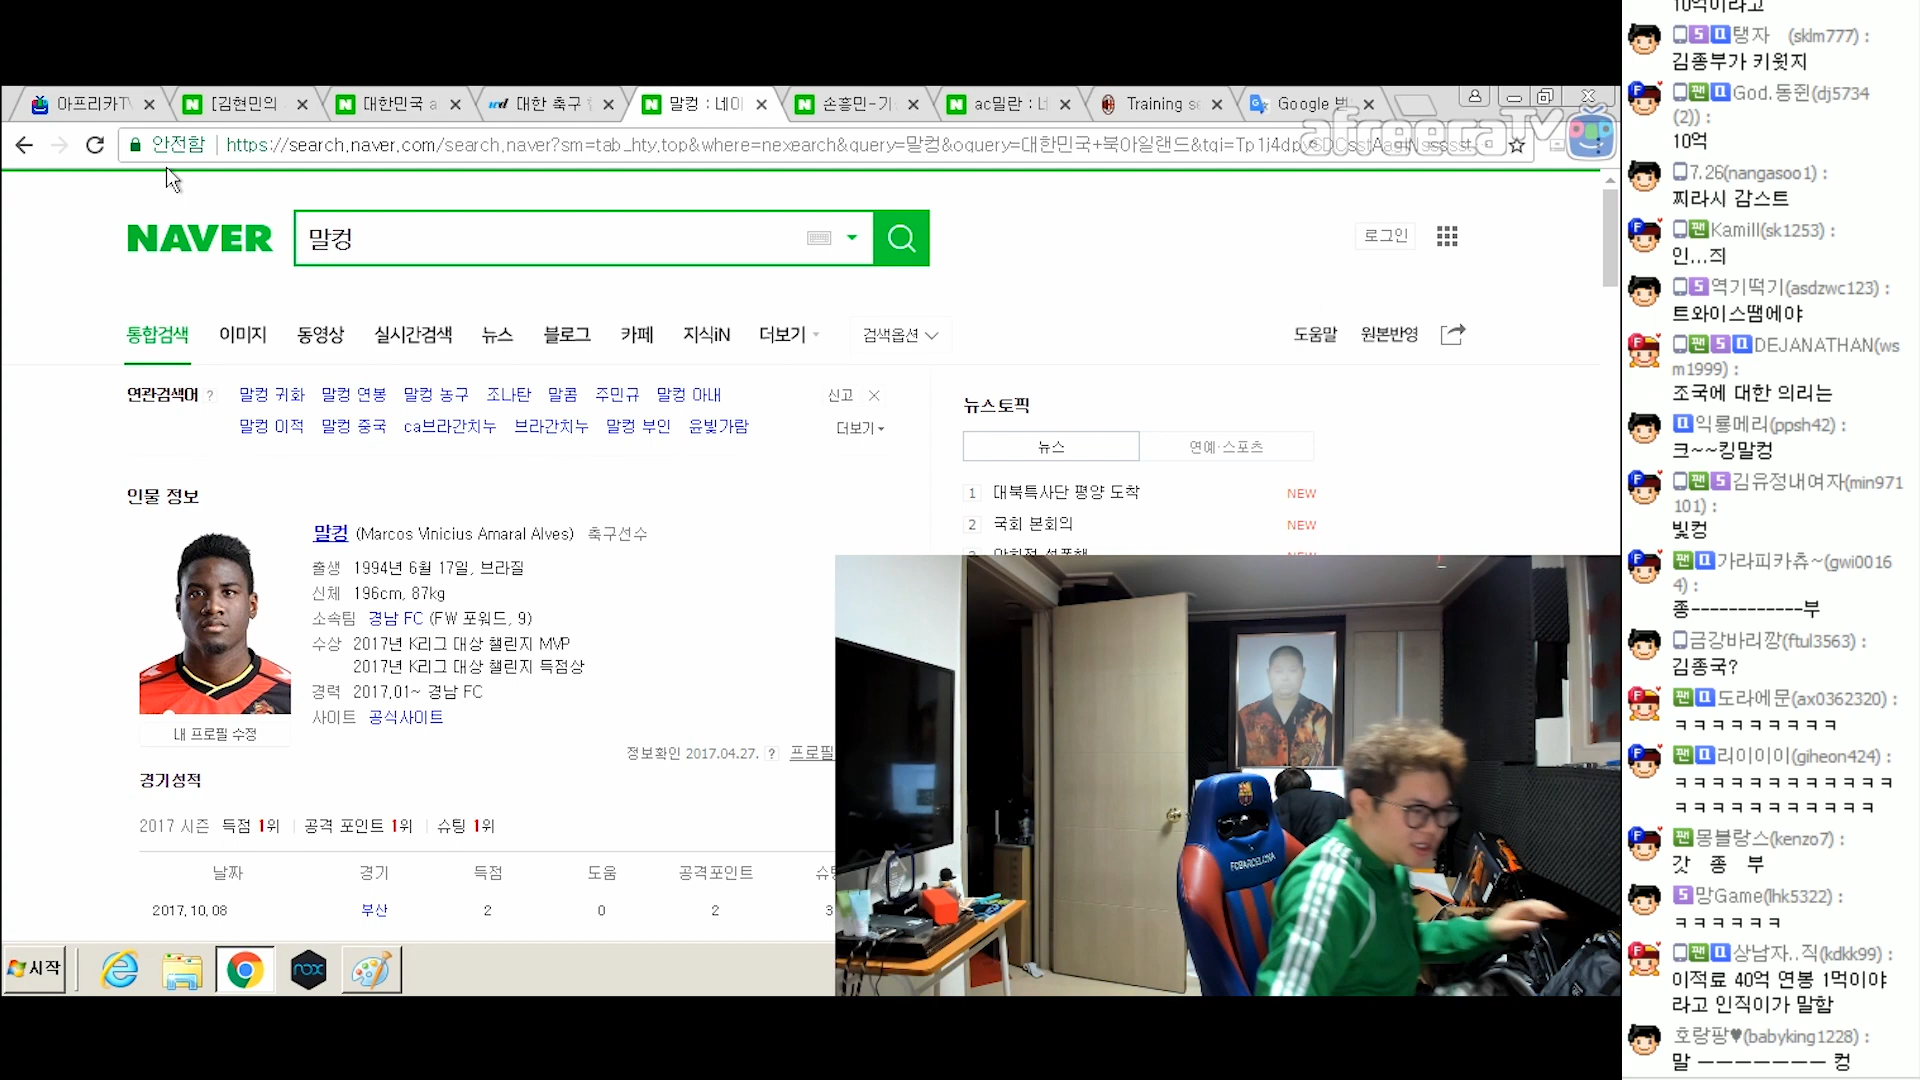 아프리카T
[김현민의
대한민국 a
대한 축구
말컹 : 네이
손흥민-기
ac밀란 : 네
Training se
Google 번
afreecaTV
안전함
https://search.naver.com/search.naver?sm=tab_hty.top&where=nexearch&query=말컹&oquery=대한민국+북아일랜드&tqi=
NAVER
말컹
로그인
통합검색 이미지 동영상 실시간검색 뉴스 블로그 카페 지식iN 더보기 검색옵션
도움말 원본반영
연관검색어 ? 말컹 귀화 말컹 연봉 말컹 농구 조나탄 말콤 주민규 말컹 아내 신고
말컹 이적 말컹 중국 ca브라간치누 브라간치누 말컹 부인 윤빛가람 더보기
뉴스토픽
뉴스 연예·스포츠
1 대북특사단 평양 도착 NEW
2 국회 본회의 NEW
인물 정보
말컹 (Marcos Vinicius Amaral Alves) 축구선수
출생 1994년 6월 17일, 브라질
신체 196cm, 87kg
소속팀 경남 FC (FW 포워드, 9)
수상 2017년 K리그 대상 챌린지 MVP
2017년 K리그 대상 챌린지 득점상
경력 2017.01~ 경남 FC
사이트 공식사이트
내 프로필 수정
정보확인 2017.04.27. ? 프로필
경기성적
2017 시즌 득점 1위 공격 포인트 1위 슈팅 1위
날짜 경기 득점 도움 공격포인트 슈팅
2017.10.08 부산 2 0 2 3
FCBARCELONA
시작
nox
10억이라고
탱자 (sklm777) :
김종부가 키웟지
God.동쥔(dj5734
(2)) :
10억
7.26(nangasoo1) :
찌라시 감스트
Kamill(sk1253) :
인...직
역기떡기(asdzwc123) :
트와이스땜에야
DEJANATHAN(ws
m1999) :
조국에 대한 의리는
익룡메리(ppsh42) :
크~~킹말컹
김유정내여자(min971
101) :
빛컹
가라피카츄~(gwi0016
4) :
종------------부
금강바리깡(ftul3563) :
김종국?
도라에문(ax0362320) :
ㅋㅋㅋㅋㅋㅋㅋㅋㅋ
리이이이(giheon424) :
ㅋㅋㅋㅋㅋㅋㅋㅋㅋㅋㅋㅋ
ㅋㅋㅋㅋㅋㅋㅋㅋㅋㅋㅋ
몽블랑스(kenzo7) :
갓 종 부
망Game(lhk5322) :
ㅋㅋㅋㅋㅋㅋ
상남자..직(kdkk99) :
이적료 40억 연봉 1먹이야
라고 인직이가 말함
호랑팡♥(babyking1228) :
말 ─────── 컹